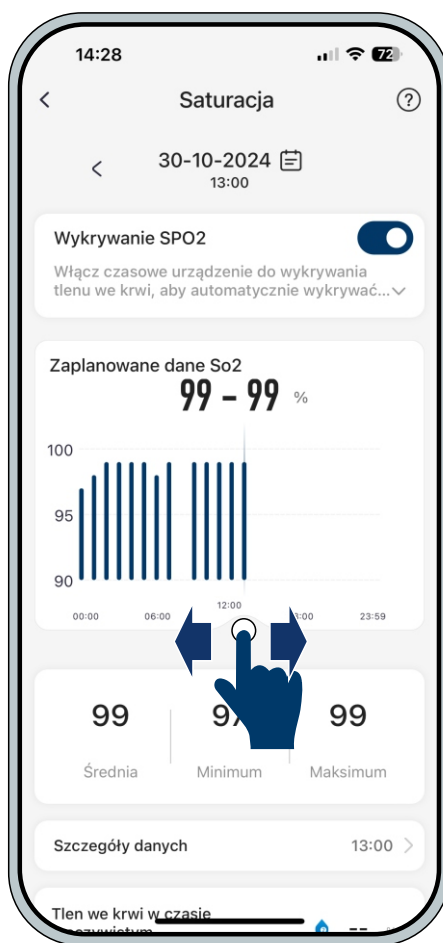 14:28
72
Saturacja
?
30-10-2024
13:00
Wykrywanie SPO2
Włącz czasowe urządzenie do wykrywania
tlenu we krwi, aby automatycznie wykrywać...
Zaplanowane dane So2
99 – 99 %
100
95
90
00:00 06:00 12:00 23:59
99 99
Średnia Minimum Maksimum
Szczegóły danych 13:00
Tlen we krwi w czasie
--